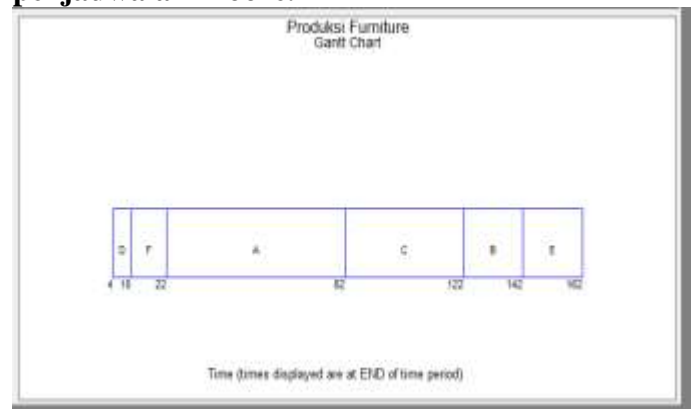 Produksi Furniture
Gantt Chart
D F A C B E
4 10 22 82 122 142 162
Time (times displayed are at END of time period)